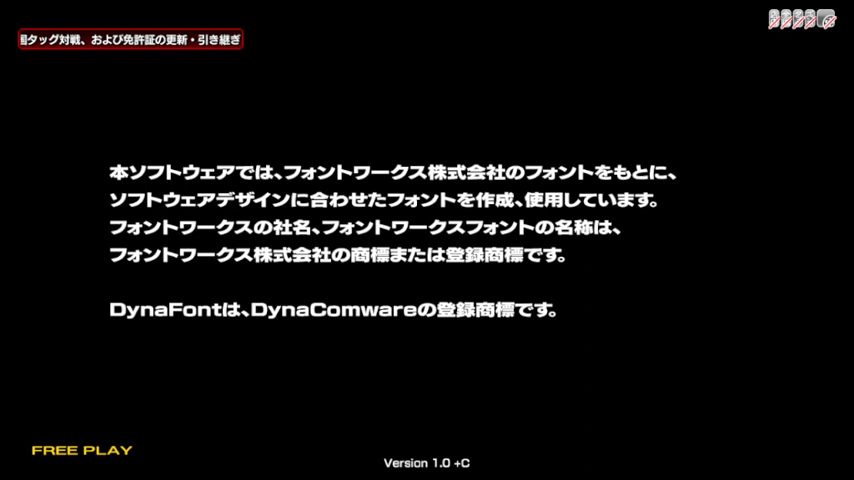 国タッグ対戦、および免許証の更新・引き継ぎ
本ソフトウェアでは、フォントワークス株式会社のフォントをもとに、
ソフトウェアデザインに合わせたフォントを作成、使用しています。
フォントワークスの社名、フォントワークスフォントの名称は、
フォントワークス株式会社の商標または登録商標です。
DynaFontは、DynaComwareの登録商標です。
FREE PLAY
Version 1.0 +C